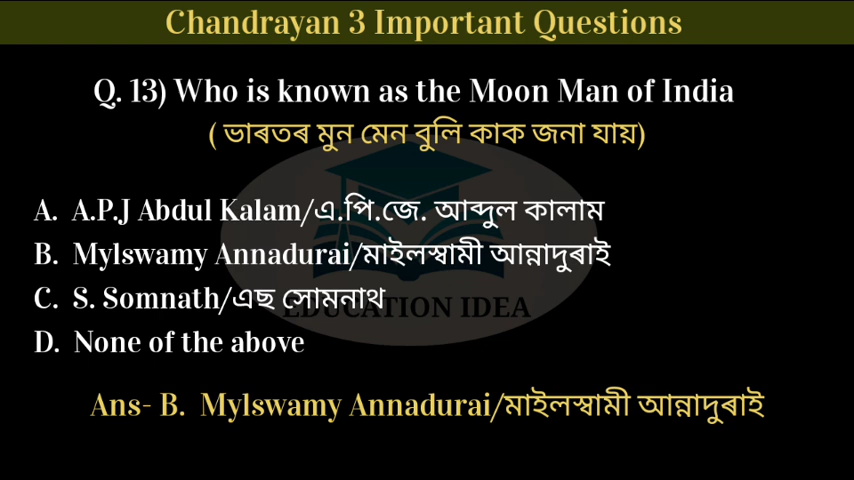 Chandrayan 3 Important Questions
Q. 13) Who is known as the Moon Man of India
( ভাৰতৰ মুন মেন বুলি কাক জনা যায়)
A. A.P.J Abdul Kalam/এ.পি.জে. আব্দুল কালাম
B. Mylswamy Annadurai/মাইলস্বামী আন্নাদুৰাই
C. S. Somnath/এছ সোমনাথ
EDUCATION IDEA
D. None of the above
Ans- B. Mylswamy Annadurai/মাইলস্বামী আন্নাদুৰাই